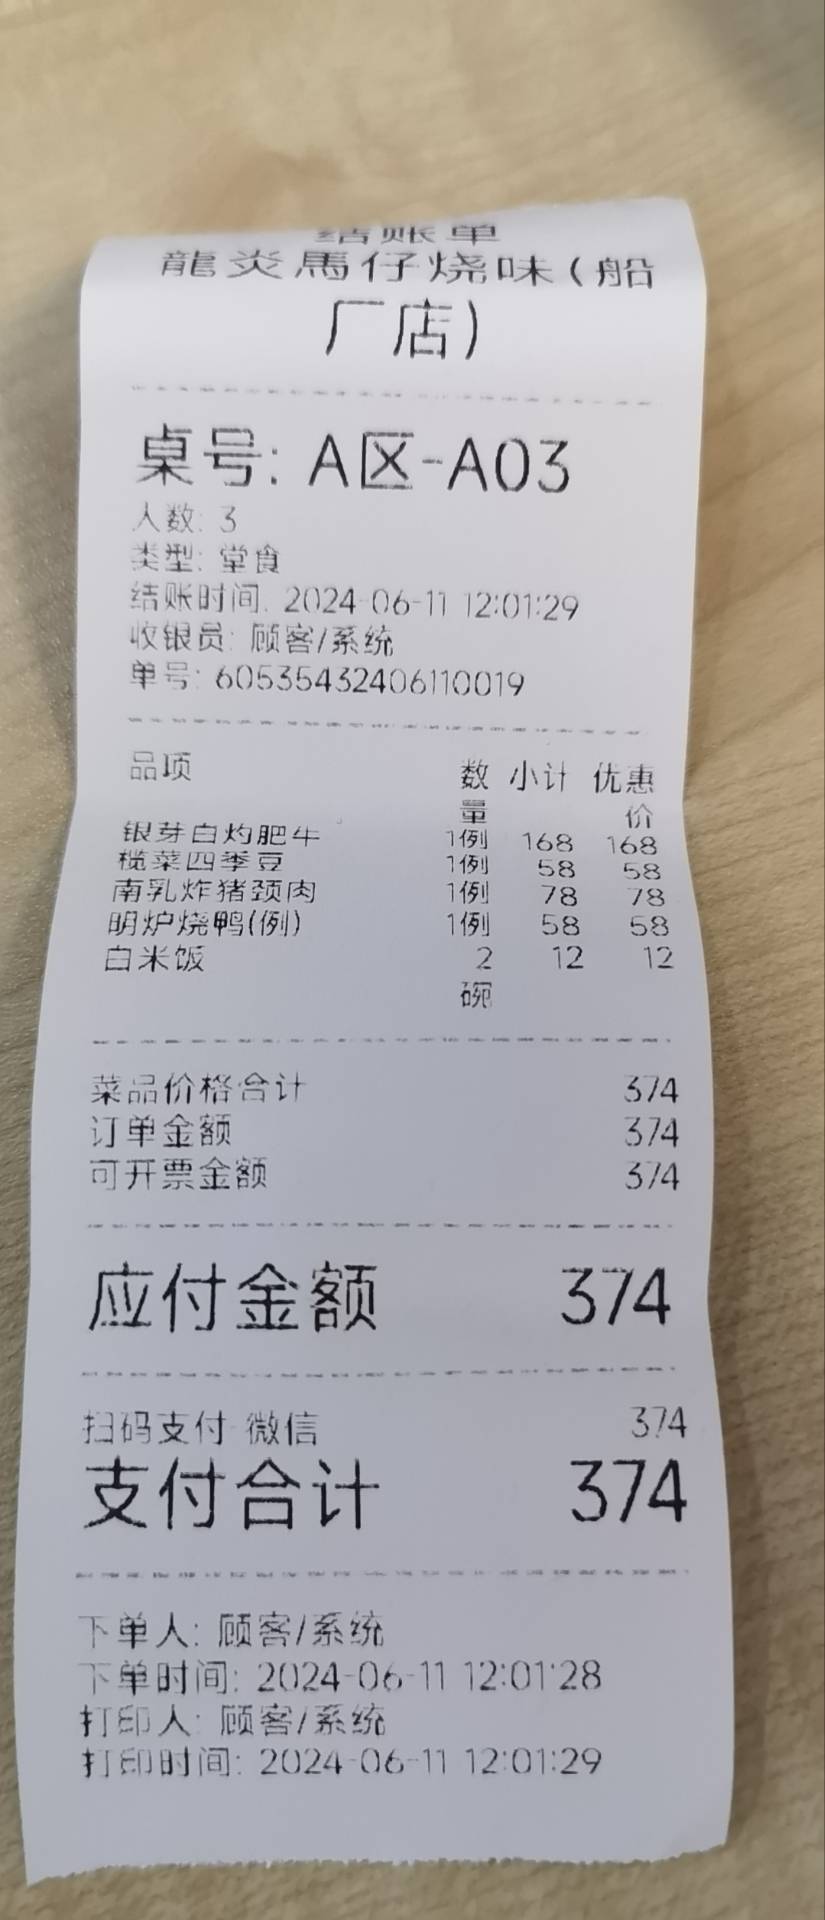 结账单
龍炎馬仔烧味(船
厂店)
桌号: A区-A03
人数: 3
类型: 堂食
结账时间: 2024-06-11 12:01:29
收银员: 顾客/系统
单号: 605354432406110019
品项 数 小计 优惠
量 价
银芽白灼肥牛 1例 168 168
榄菜四季豆 1例 58 58
南乳炸猪颈肉 1例 78 78
明炉烧鸭(例) 1例 58 58
白米饭 2 12 12
碗
菜品价格合计 374
订单金额 374
可开票金额 374
应付金额 374
扫码支付-微信 374
支付合计 374
下单人: 顾客/系统
下单时间: 2024-06-11 12:01:28
打印人: 顾客/系统
打印时间: 2024-06-11 12:01:29